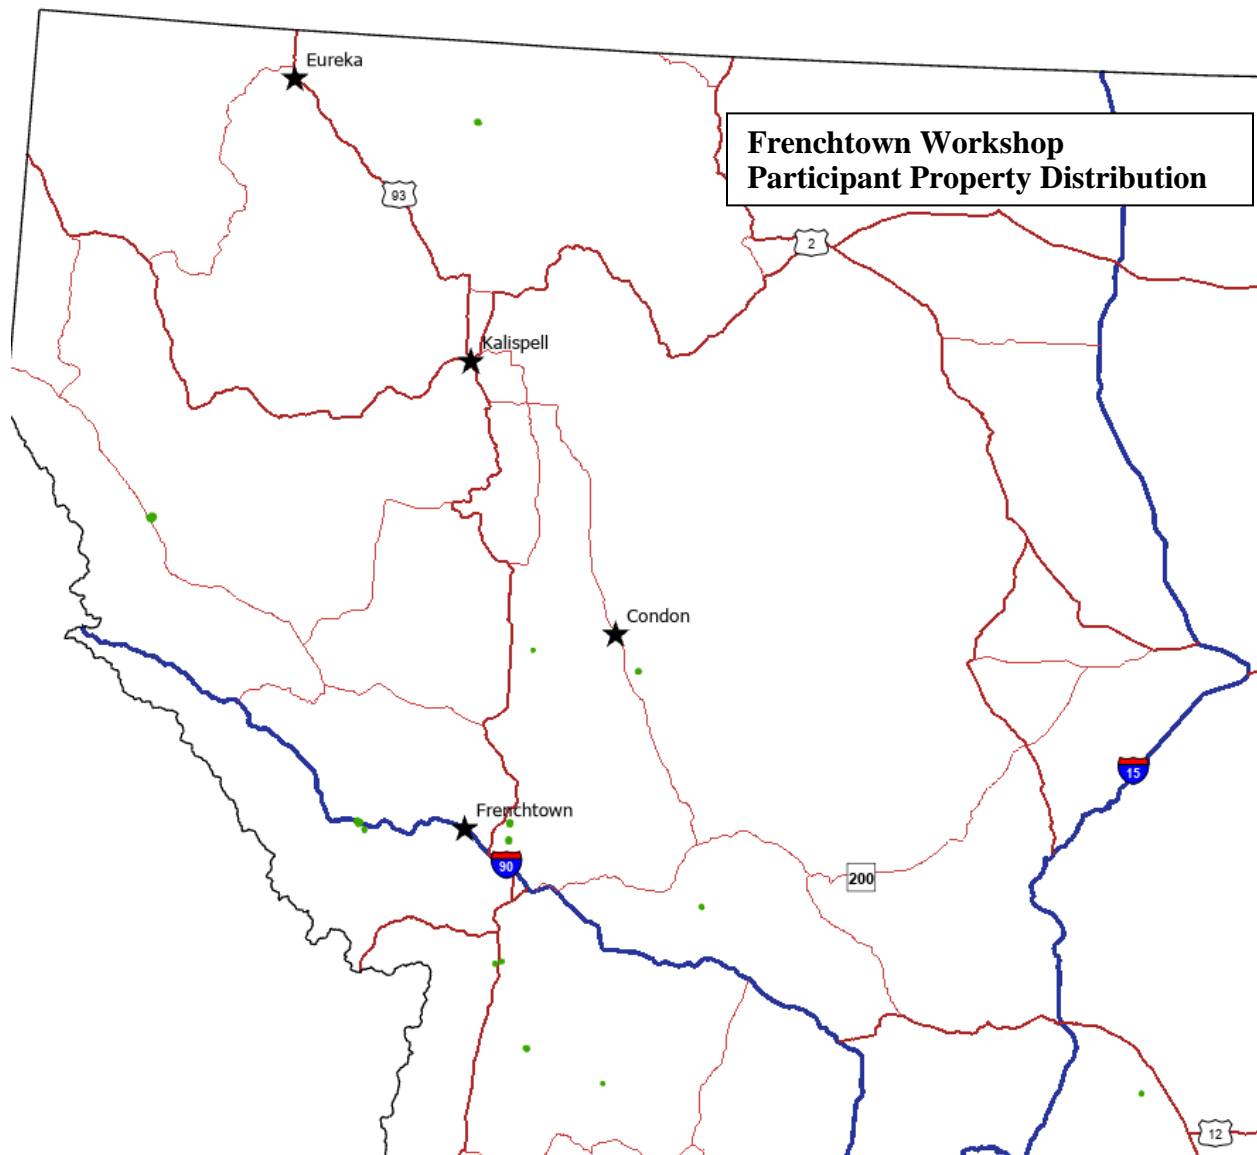 Eureka
93
Frenchtown Workshop
Participant Property Distribution
2
Kalispell
Condon
15
Frenchtown
90
200
12